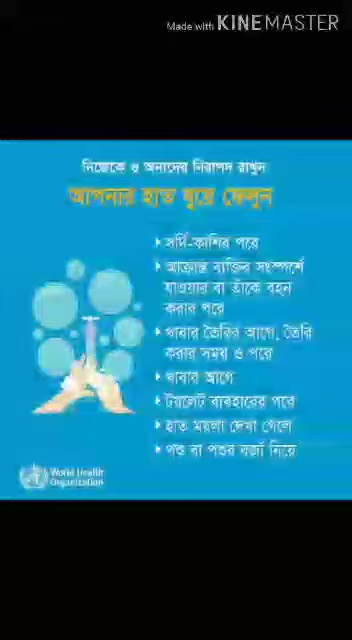 Made with KINEMASTER
নিজেকে ও অন্যদের নিরাপদ রাখুন
আপনার হাত ধুয়ে ফেলুন
সর্দি-কাশির পরে
আক্রান্ত ব্যক্তির সংস্পর্শে
যাওয়ার বা তাঁকে বহন
করার পরে
খাবার তৈরির আগে, তৈরি
করার সময় ও পরে
খাবার আগে
টয়লেট ব্যবহারের পরে
হাত ময়লা দেখা গেলে
পশু বা পশুর বর্জ্য নিয়ে
World Health
Organization